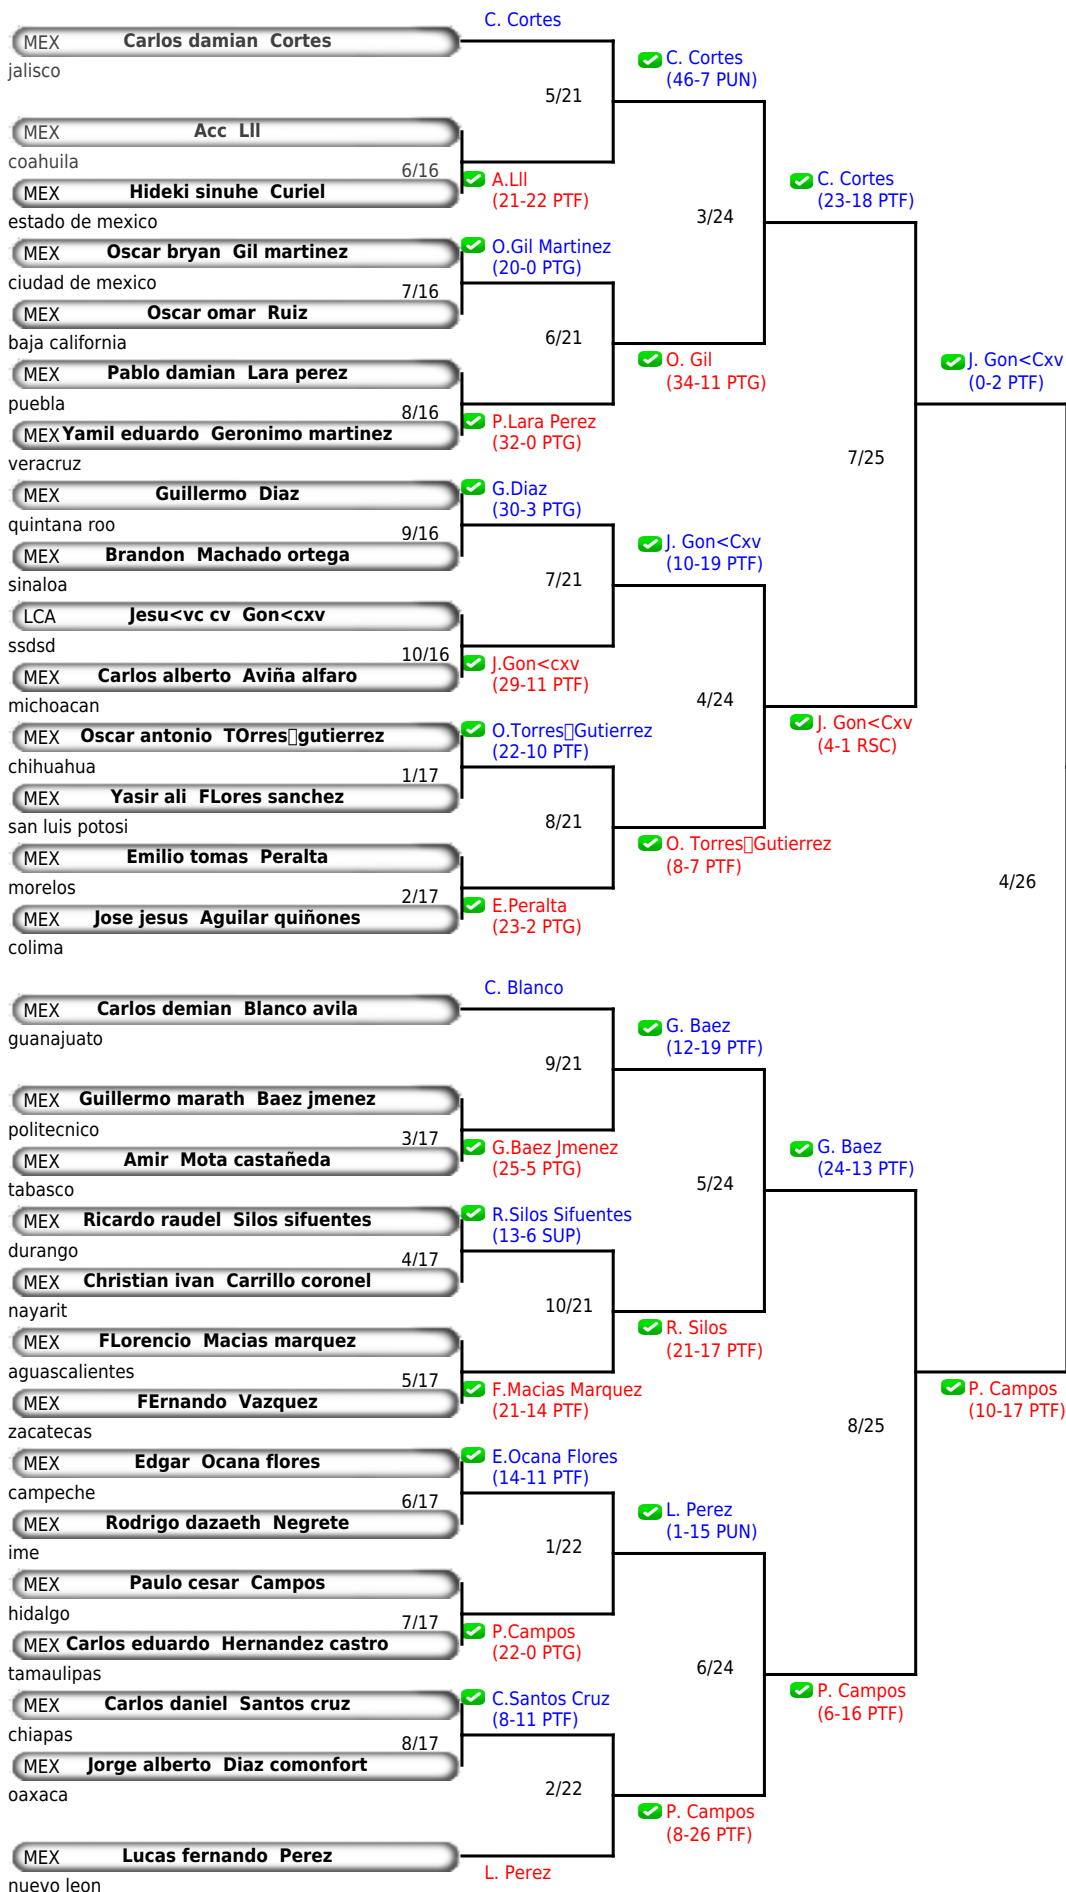 C. Cortes
MEX Carlos damian Cortes
jalisco
C. Cortes
(46-7 PUN)
5/21
MEX Acc Lll
coahuila
6/16
A.Lll
(21-22 PTF)
C. Cortes
(23-18 PTF)
MEX Hideki sinuhe Curiel
estado de mexico
3/24
MEX Oscar bryan Gil martinez
O.Gil Martinez
(20-0 PTG)
ciudad de mexico
7/16
MEX Oscar omar Ruiz
baja california
6/21
O. Gil
(34-11 PTG)
J. Gon<Cxv
(0-2 PTF)
MEX Pablo damian Lara perez
puebla
8/16
P.Lara Perez
(32-0 PTG)
MEX Yamil eduardo Geronimo martinez
veracruz
7/25
MEX Guillermo Diaz
G.Diaz
(30-3 PTG)
quintana roo
9/16
MEX Brandon Machado ortega
sinaloa
J. Gon<Cxv
(10-19 PTF)
7/21
LCA Jesu<vc cv Gon<cxv
ssdsd
10/16
J.Gon<cxv
(29-11 PTF)
MEX Carlos alberto Aviña alfaro
michoacan
4/24
MEX Oscar antonio TOrres▯gutierrez
O.Torres▯Gutierrez
(22-10 PTF)
J. Gon<Cxv
(4-1 RSC)
chihuahua
1/17
MEX Yasir ali FLores sanchez
san luis potosi
8/21
O. Torres▯Gutierrez
(8-7 PTF)
MEX Emilio tomas Peralta
morelos
2/17
E.Peralta
(23-2 PTG)
4/26
MEX Jose jesus Aguilar quiñones
colima
C. Blanco
MEX Carlos demian Blanco avila
guanajuato
G. Baez
(12-19 PTF)
9/21
MEX Guillermo marath Baez jmenez
politecnico
3/17
G.Baez Jmenez
(25-5 PTG)
G. Baez
(24-13 PTF)
MEX Amir Mota castañeda
tabasco
5/24
MEX Ricardo raudel Silos sifuentes
R.Silos Sifuentes
(13-6 SUP)
durango
4/17
MEX Christian ivan Carrillo coronel
nayarit
10/21
R. Silos
(21-17 PTF)
MEX FLorencio Macias marquez
aguascalientes
5/17
F.Macias Marquez
(21-14 PTF)
P. Campos
(10-17 PTF)
MEX FErnando Vazquez
zacatecas
8/25
MEX Edgar Ocana flores
E.Ocana Flores
(14-11 PTF)
campeche
6/17
MEX Rodrigo dazaeth Negrete
ime
L. Perez
(1-15 PUN)
1/22
MEX Paulo cesar Campos
hidalgo
7/17
P.Campos
(22-0 PTG)
MEX Carlos eduardo Hernandez castro
tamaulipas
6/24
MEX Carlos daniel Santos cruz
C.Santos Cruz
(8-11 PTF)
P. Campos
(6-16 PTF)
chiapas
8/17
MEX Jorge alberto Diaz comonfort
oaxaca
2/22
P. Campos
(8-26 PTF)
MEX Lucas fernando Perez
L. Perez
nuevo leon